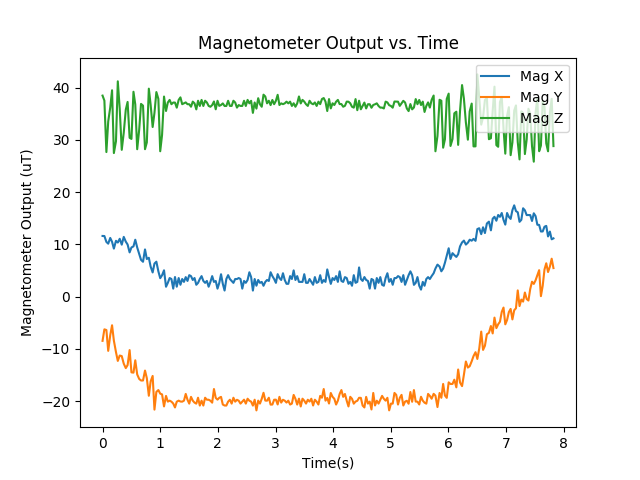 Magnetometer Output vs. Time
Magnetometer Output (uT)
40
30
20
10
0
−10
−20
Mag X
Mag Y
Mag Z
0 1 2 3 4 5 6 7 8
Time(s)